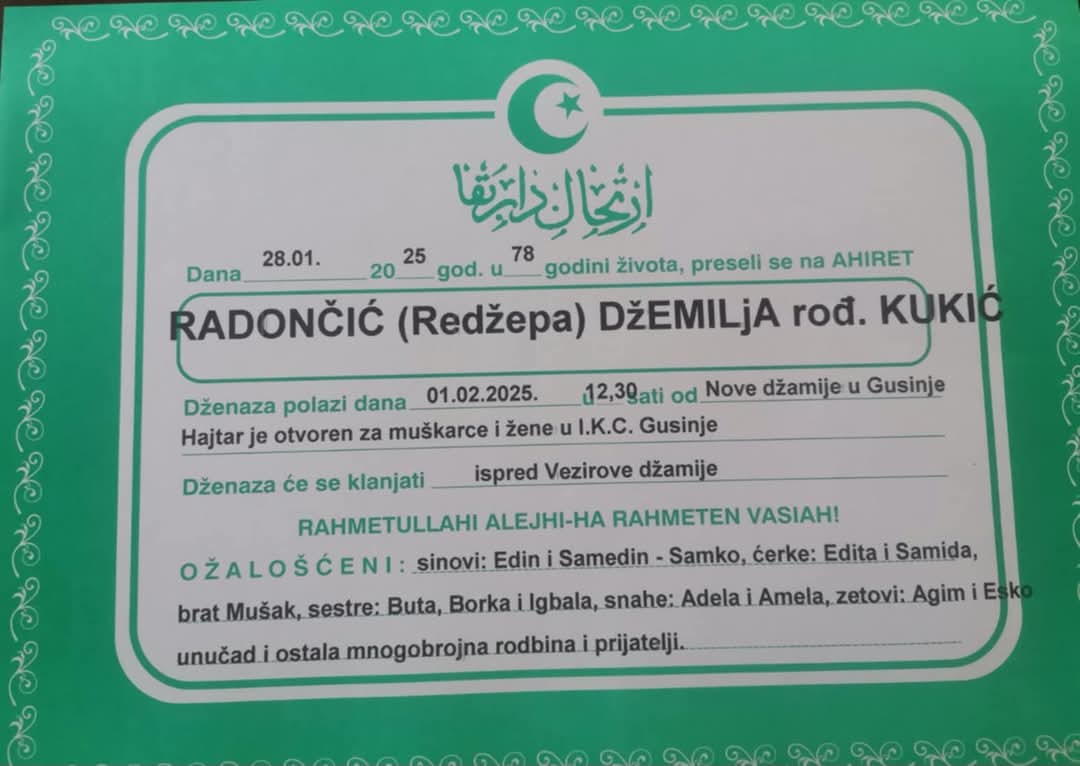 ارتحال دار بقا
Dana 28.01. 2025 god. u 78 godini života, preseli se na AHIRET
RADONČIĆ (Redžepa) DžEMILjA rođ. KUKIĆ
Dženaza polazi dana 01.02.2025. u 12,30 sati od Nove džamije u Gusinje
Hajtar je otvoren za muškarce i žene u I.K.C. Gusinje
Dženaza će se klanjati ispred Vezirove džamije
RAHMETULLAHI ALEJHI-HA RAHMETEN VASIAH!
OŽALOŠĆENI: sinovi: Edin i Samedin - Samko, ćerke: Edita i Samida,
brat Mušak, sestre: Buta, Borka i Igbala, snahe: Adela i Amela, zetovi: Agim i Esko
unučad i ostala mnogobrojna rodbina i prijatelji.